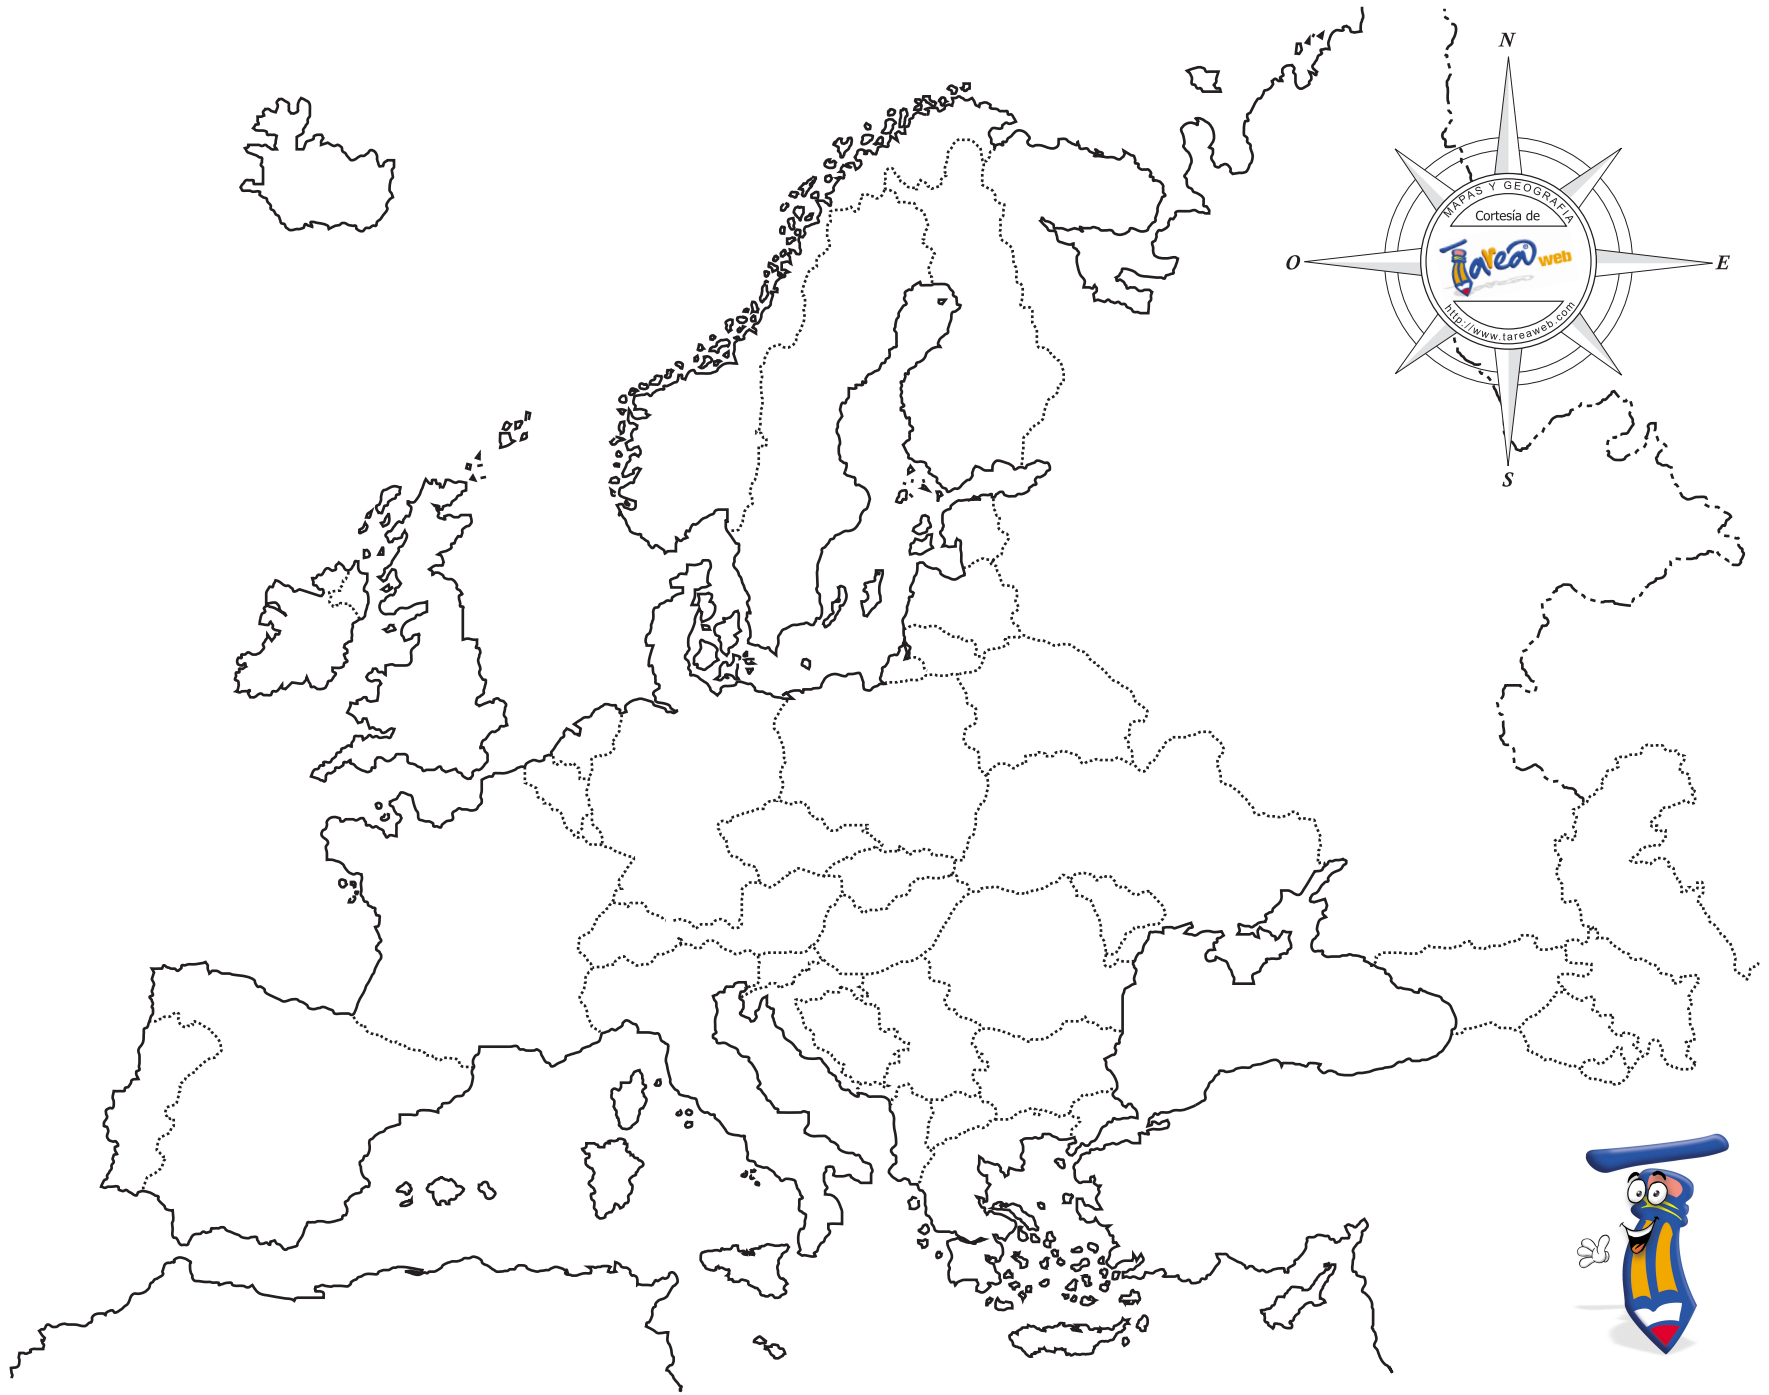 N
MAPAS Y GEOGRAFIA
Cortesía de
Tarea web
O
E
http://www.tareaweb.com
S